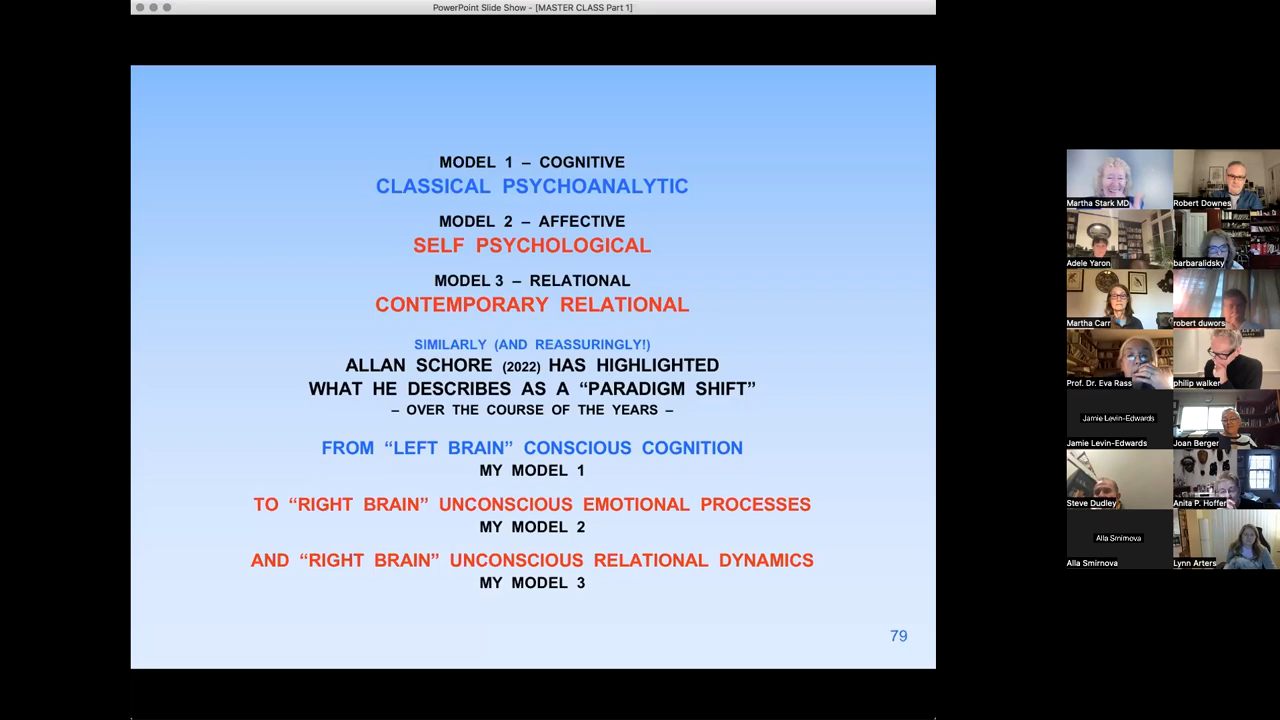 PowerPoint Slide Show - [MASTER CLASS Part 1]
MODEL 1 – COGNITIVE
CLASSICAL PSYCHOANALYTIC
MODEL 2 – AFFECTIVE
SELF PSYCHOLOGICAL
MODEL 3 – RELATIONAL
CONTEMPORARY RELATIONAL
SIMILARLY (AND REASSURINGLY!)
ALLAN SCHORE (2022) HAS HIGHLIGHTED
WHAT HE DESCRIBES AS A “PARADIGM SHIFT”
– OVER THE COURSE OF THE YEARS –
FROM “LEFT BRAIN” CONSCIOUS COGNITION
MY MODEL 1
TO “RIGHT BRAIN” UNCONSCIOUS EMOTIONAL PROCESSES
MY MODEL 2
AND “RIGHT BRAIN” UNCONSCIOUS RELATIONAL DYNAMICS
MY MODEL 3
79
Martha Stark MD
Robert Downes
Adele Yaron
barbaralidsky
Martha Carr
robert duwors
Prof. Dr. Eva Rass
philip walker
Jamie Levin-Edwards
Jamie Levin-Edwards
Joan Berger
Steve Dudley
Anita P. Hoffer
Alla Smirnova
Alla Smirnova
Lynn Arters